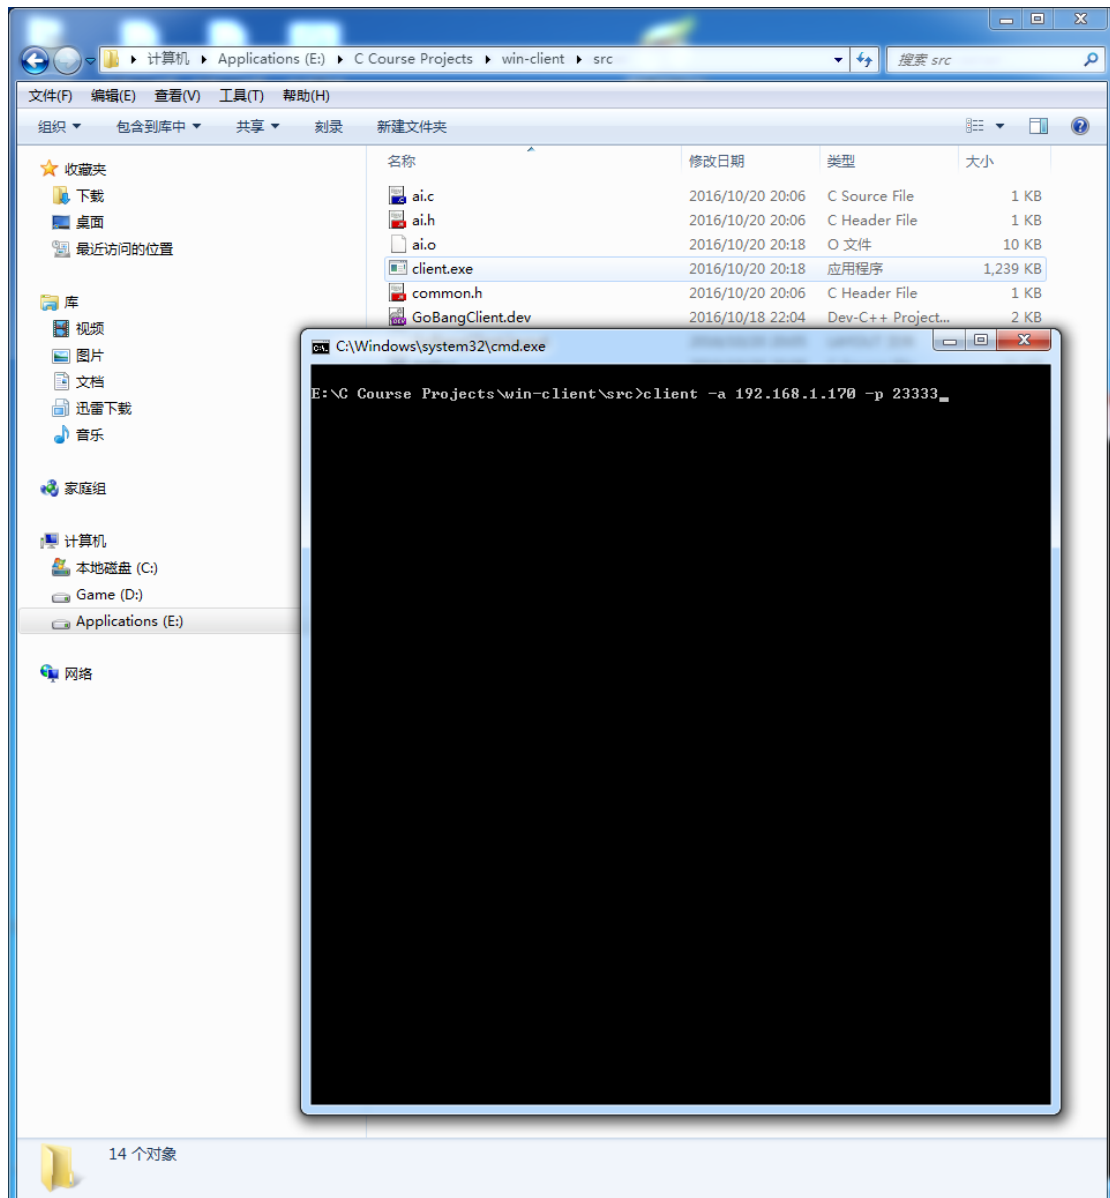 计算机 Applications (E:) C Course Projects win-client src
搜索 src
文件(F) 编辑(E) 查看(V) 工具(T) 帮助(H)
组织 包含到库中 共享 刻录 新建文件夹
收藏夹
下载
桌面
最近访问的位置
库
视频
图片
文档
迅雷下载
音乐
家庭组
计算机
本地磁盘 (C:)
Game (D:)
Applications (E:)
网络
名称 修改日期 类型 大小
ai.c 2016/10/20 20:06 C Source File 1 KB
ai.h 2016/10/20 20:06 C Header File 1 KB
ai.o 2016/10/20 20:18 O 文件 10 KB
client.exe 2016/10/20 20:18 应用程序 1,239 KB
common.h 2016/10/20 20:06 C Header File 1 KB
GoBangClient.dev 2016/10/18 22:04 Dev-C++ Project... 2 KB
C:\Windows\system32\cmd.exe
E:\C Course Projects\win-client\src>client -a 192.168.1.170 -p 23333_
14 个对象